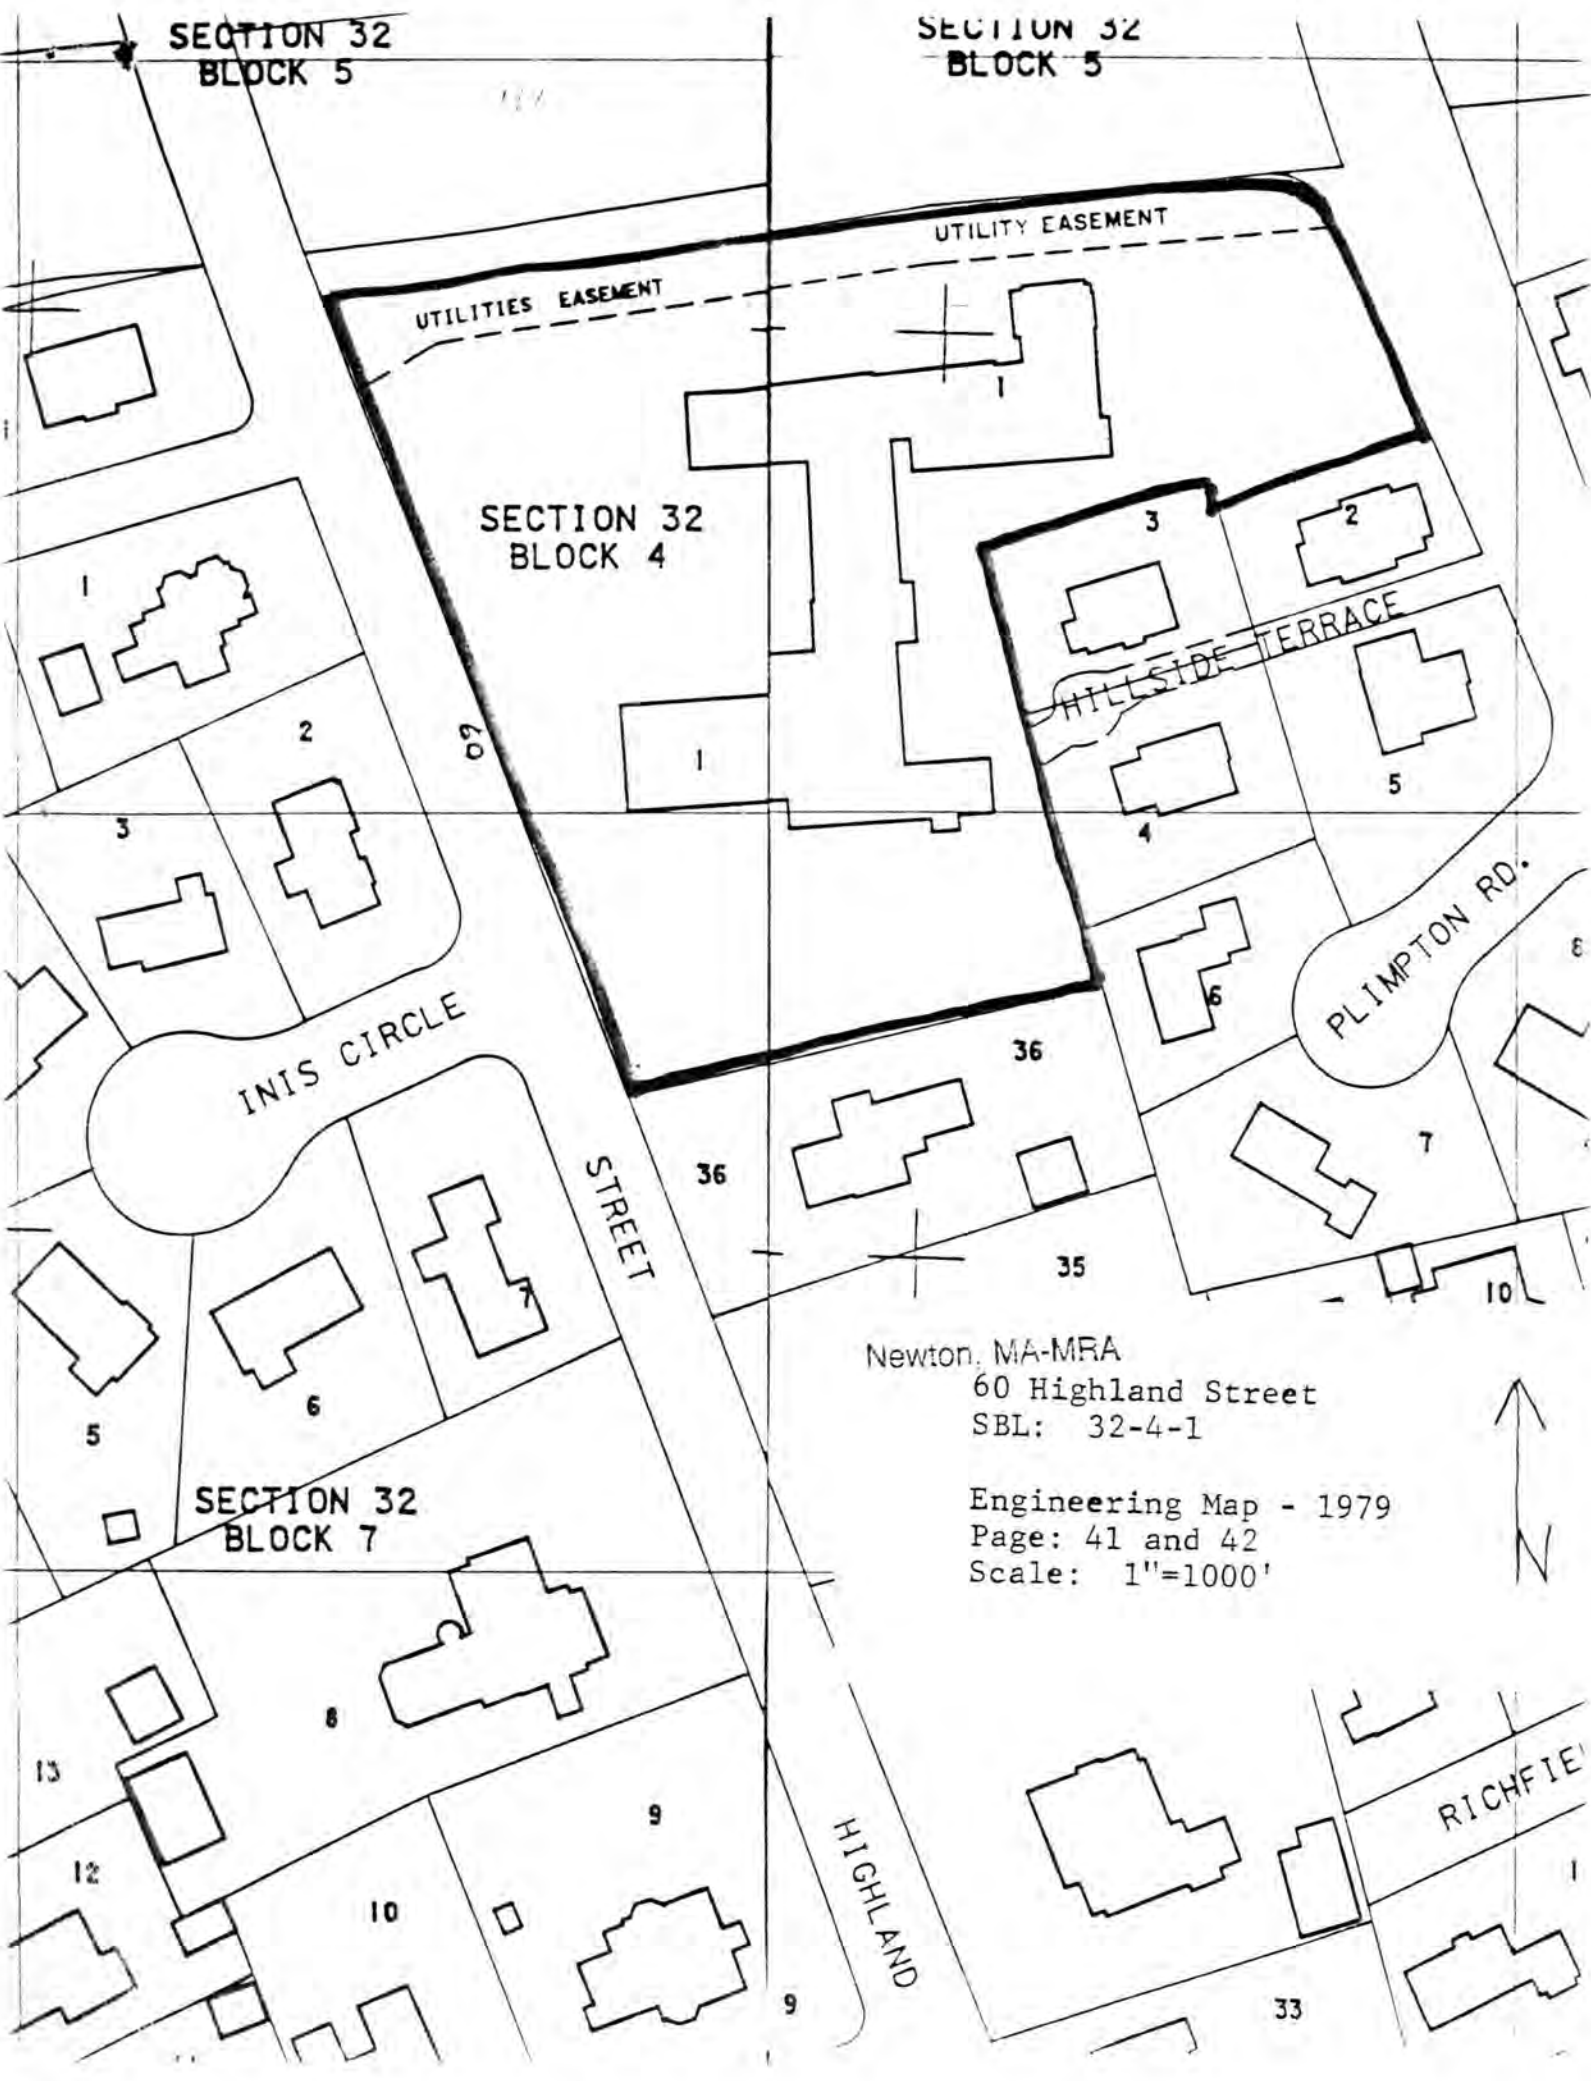 SECTION 32
BLOCK 5
SECTION 32
BLOCK 5
UTILITY EASEMENT
UTILITIES EASEMENT
1
SECTION 32
BLOCK 4
3
2
1
HILLSIDE TERRACE
2
60
1
5
3
4
PLIMPTON RD.
6
INIS CIRCLE
36
7
36
STREET
35
7
10
Newton, MA-MRA
60 Highland Street
SBL: 32-4-1
6
5
SECTION 32
BLOCK 7
Engineering Map - 1979
Page: 41 and 42
Scale: 1"=1000'
N
8
13
RICHFIE
9
12
HIGHLAND
1
10
9
33